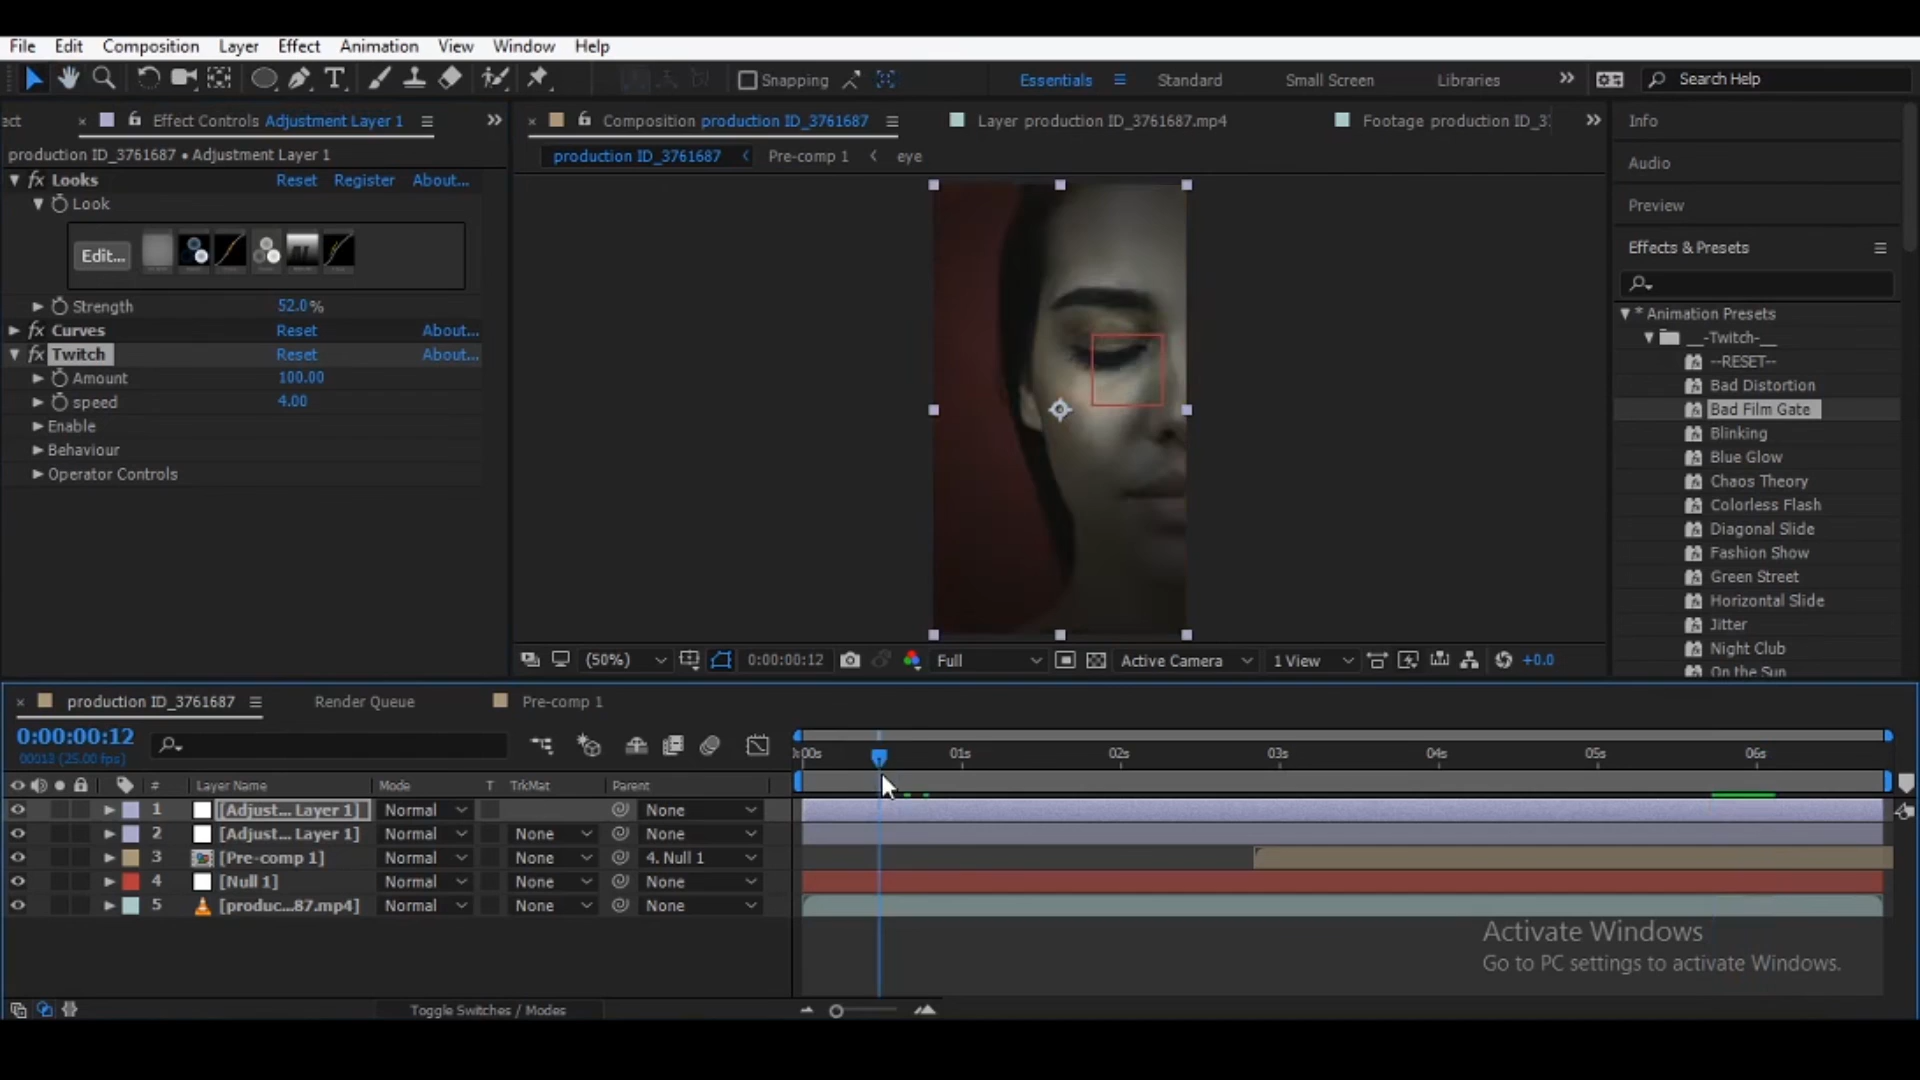 File Edit Composition Layer Effect Animation View Window Help
Snapping Essentials Standard Small Screen Libraries Search Help
ect Effect Controls Adjustment Layer 1
production ID_3761687 • Adjustment Layer 1
Looks Reset Register About...
Look
Edit...
Strength 52.0%
Curves Reset About...
Twitch Reset About...
Amount 100.00
speed 4.00
Enable
Behaviour
Operator Controls
Composition production ID_3761687 Layer production ID_3761687.mp4 Footage production ID_3
production ID_3761687 Pre-comp 1 eye
(50%) 0:00:00:12 Full Active Camera 1 View +0.0
Info
Audio
Preview
Effects & Presets
* Animation Presets
__-Twitch-__
--RESET--
Bad Distortion
Bad Film Gate
Blinking
Blue Glow
Chaos Theory
Colorless Flash
Diagonal Slide
Fashion Show
Green Street
Horizontal Slide
Jitter
Night Club
On the Sun
production ID_3761687 Render Queue Pre-comp 1
0:00:00:12
00012 (25.00 fps)
:00s 01s 02s 03s 04s 05s 06s
# Layer Name Mode T TrkMat Parent
1 [Adjust... Layer 1] Normal None
2 [Adjust... Layer 1] Normal None None
3 [Pre-comp 1] Normal None 4. Null 1
4 [Null 1] Normal None None
5 [produc...87.mp4] Normal None None
Toggle Switches / Modes
Activate Windows
Go to PC settings to activate Windows.